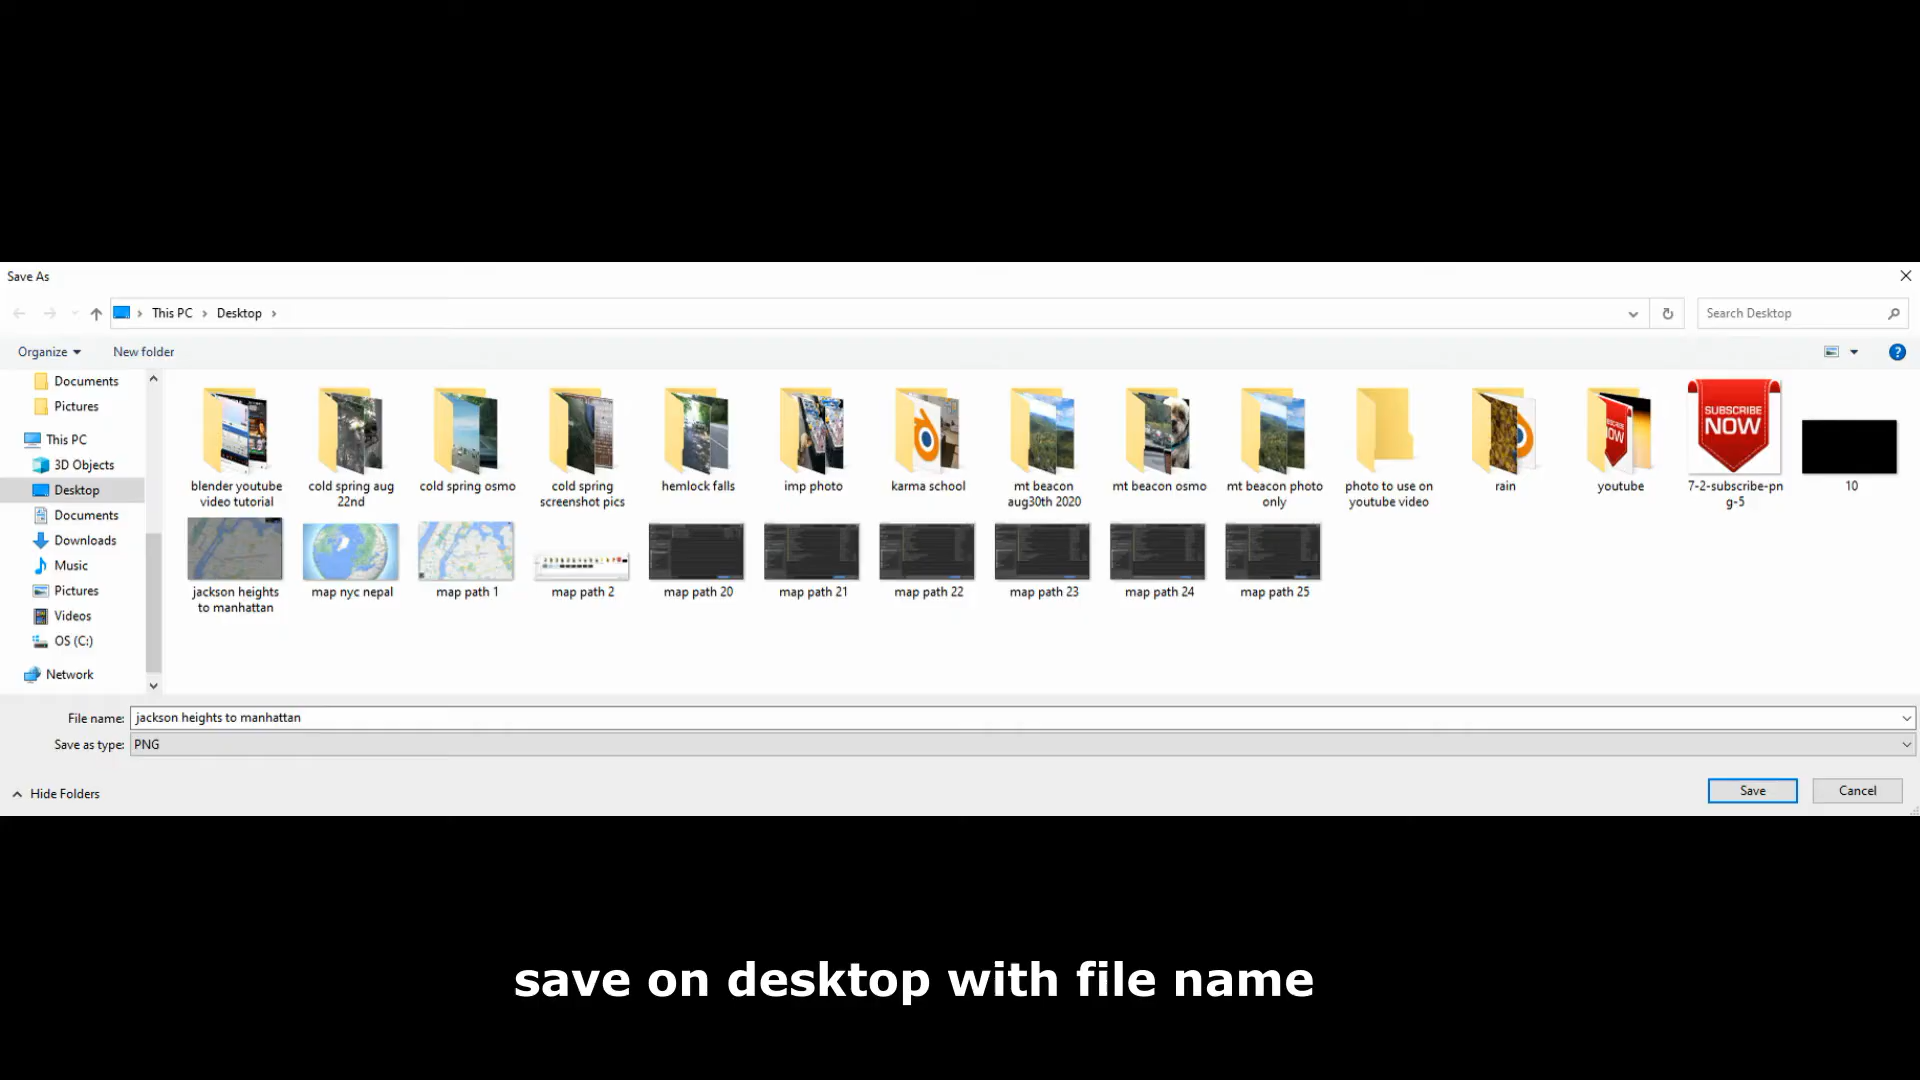 Save As
This PC
Desktop
Search Desktop
Organize
New folder
Documents
Pictures
This PC
3D Objects
Desktop
Documents
Downloads
Music
Pictures
Videos
OS (C:)
Network
blender youtube
video tutorial
cold spring aug
22nd
cold spring osmo
cold spring
screenshot pics
hemlock falls
imp photo
karma school
mt beacon
aug30th 2020
mt beacon osmo
mt beacon photo
only
photo to use on
youtube video
rain
youtube
SUBSCRIBE
NOW
7-2-subscribe-pn
g-5
10
jackson heights
to manhattan
map nyc nepal
map path 1
map path 2
map path 20
map path 21
map path 22
map path 23
map path 24
map path 25
File name: jackson heights to manhattan
Save as type: PNG
Hide Folders
Save
Cancel
save on desktop with file name